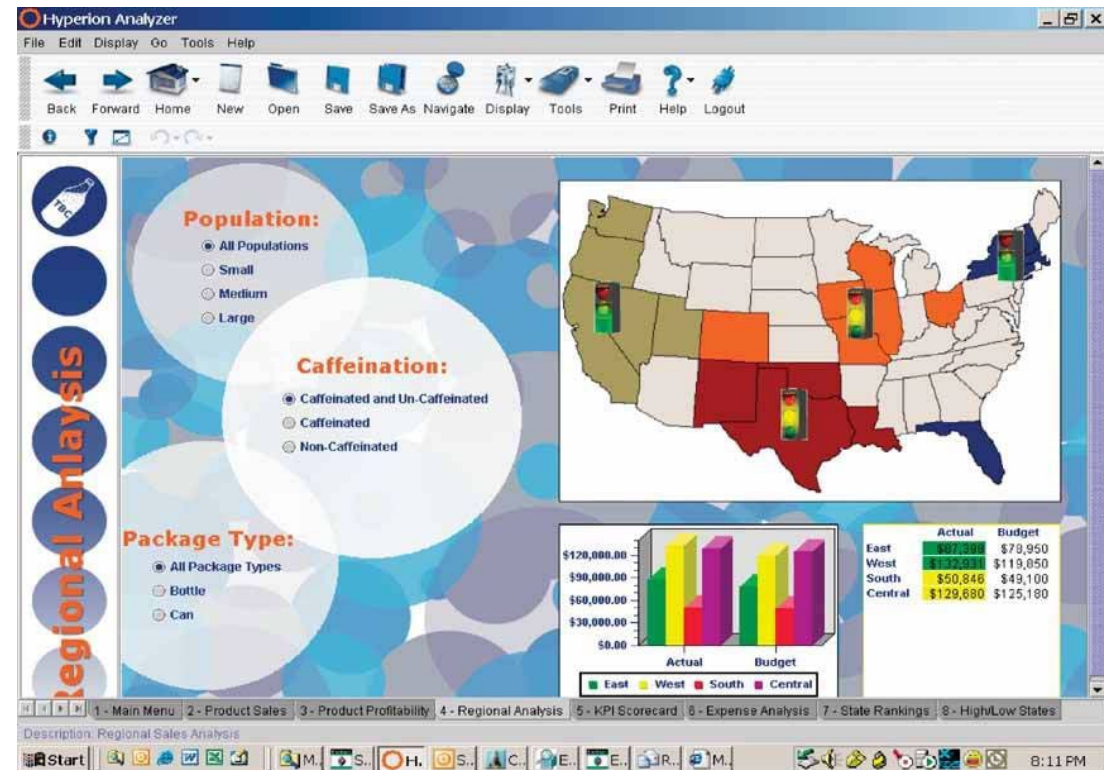 Hyperion Analyzer
File Edit Display Go Tools Help
Back Forward Home New Open Save Save As Navigate Display Tools Print Help Logout
TBC
Regional Anlaysis
Population:
All Populations
Small
Medium
Large
Caffeination:
Caffeinated and Un-Caffeinated
Caffeinated
Non-Caffeinated
Package Type:
All Package Types
Bottle
Can
$120,000.00
$90,000.00
$60,000.00
$30,000.00
$0.00
Actual Budget
East West South Central
Actual Budget
East $87,398 $78,950
West $132,931 $119,850
South $50,846 $49,100
Central $129,680 $125,180
1 - Main Menu 2 - Product Sales 3 - Product Profitability 4 - Regional Analysis 5 - KPI Scorecard 6 - Expense Analysis 7 - State Rankings 8 - High/Low States
Description: Regional Sales Analysis
Start M.. S.. H. S.. C.. E.. E.. R.. M.. 8:11 PM